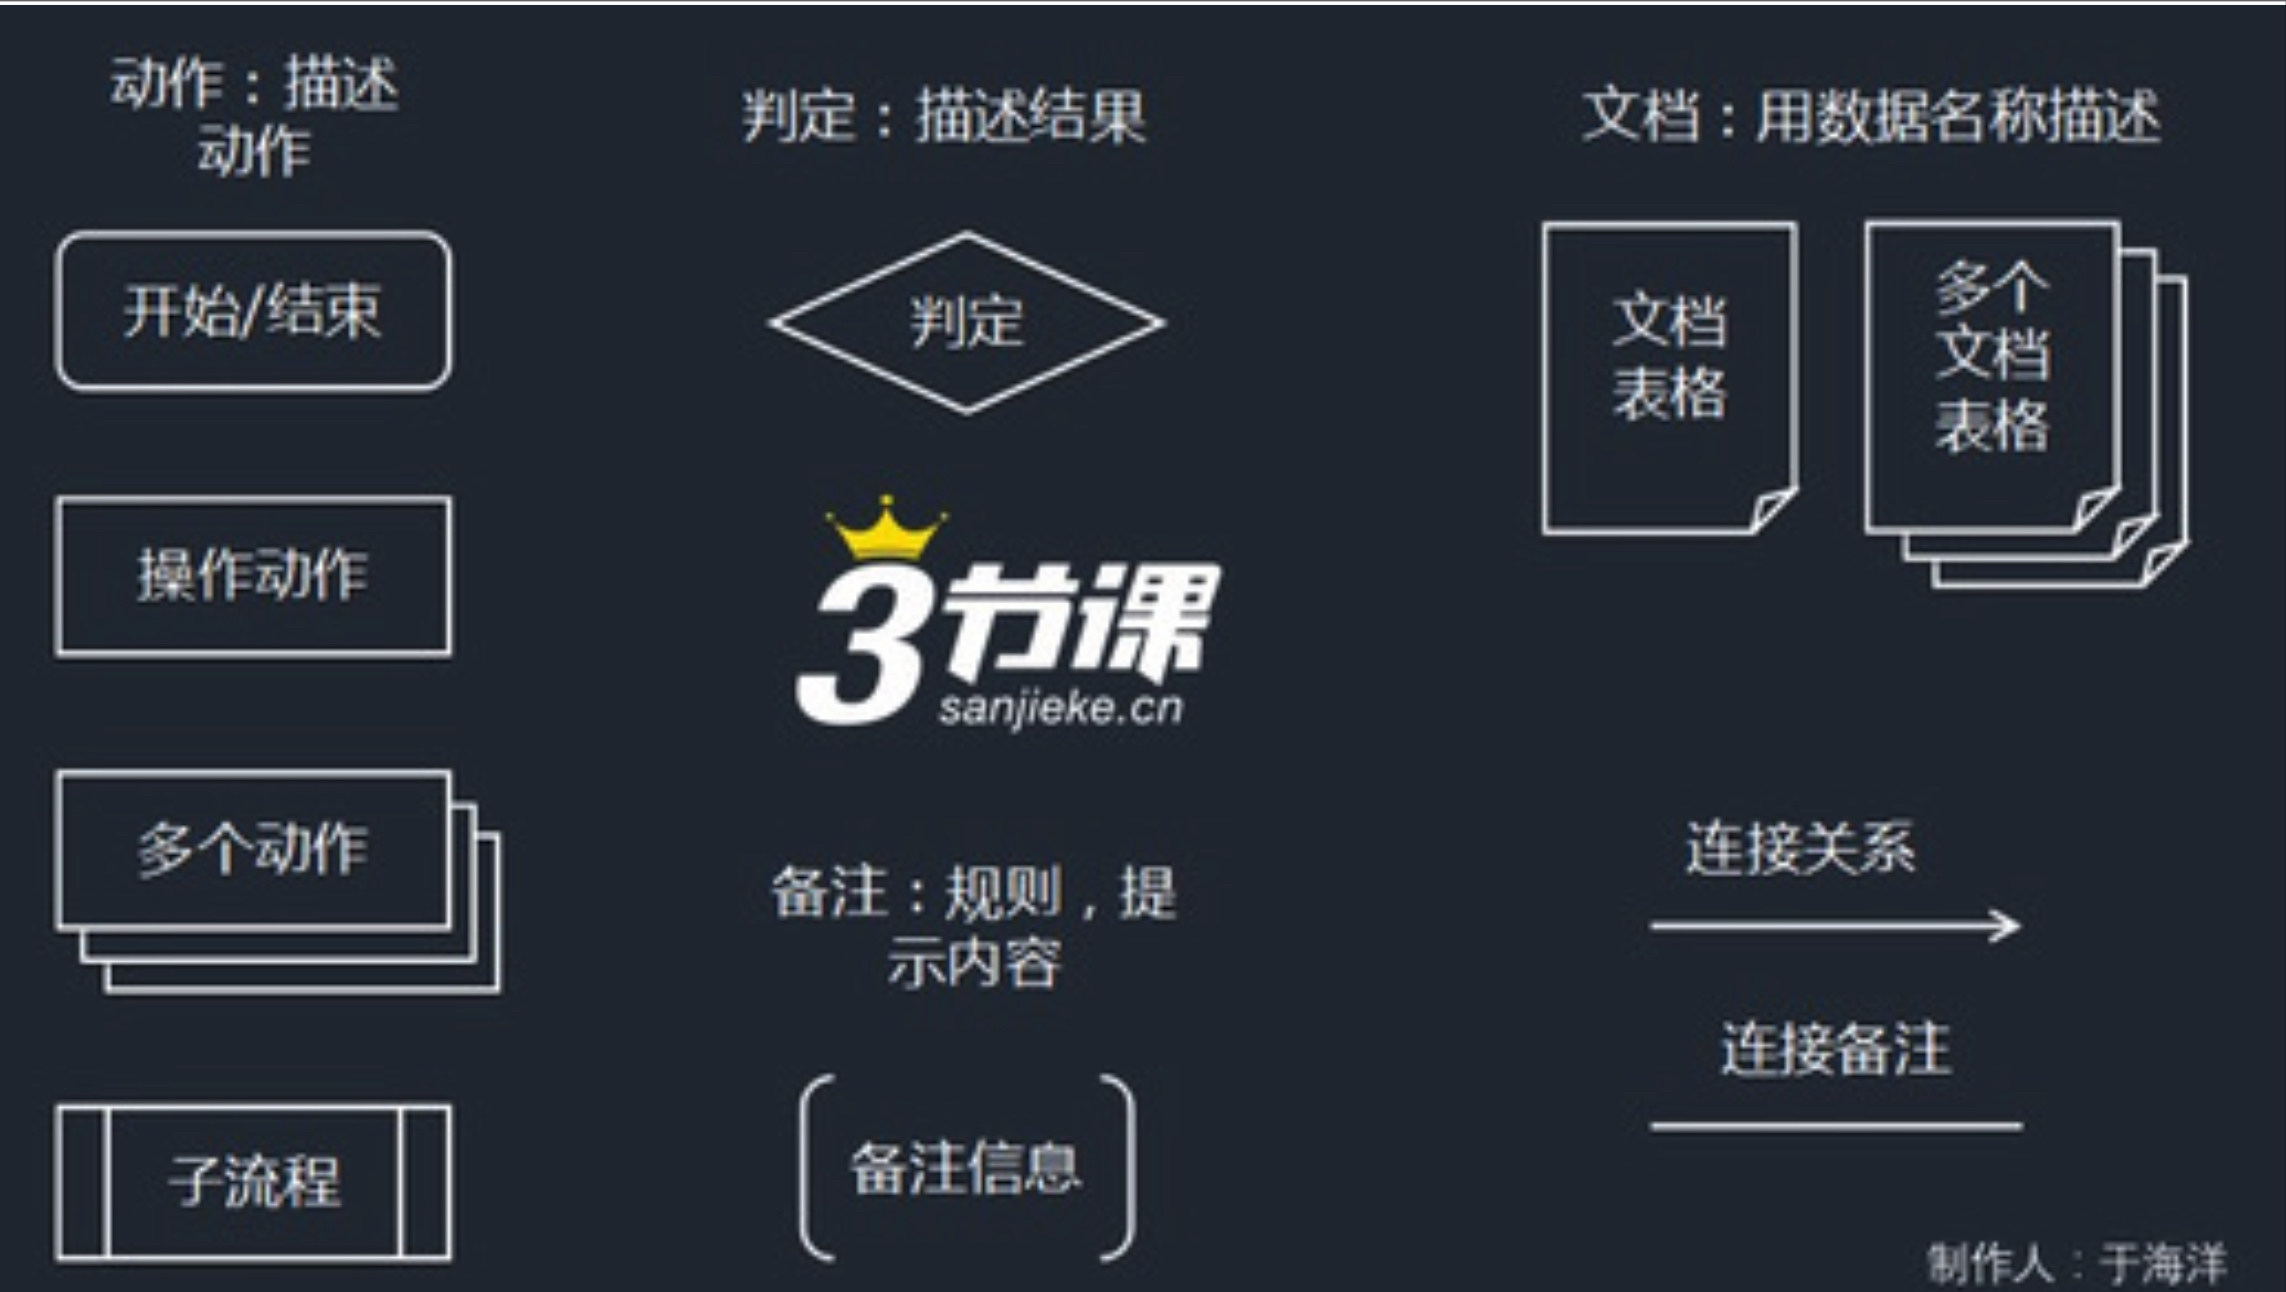 动作：描述
动作
开始/结束
操作动作
多个动作
子流程
判定：描述结果
判定
3节课
sanjieke.cn
备注：规则，提
示内容
备注信息
文档：用数据名称描述
文档
表格
多个
文档
表格
连接关系
连接备注
制作人：于海洋